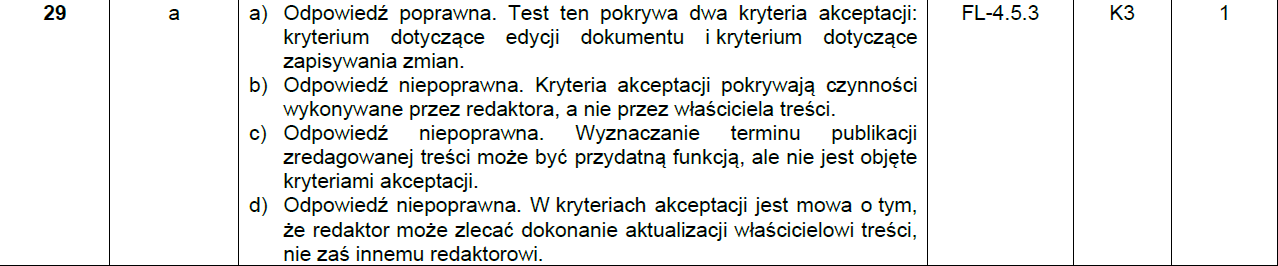 29 a a) Odpowiedź poprawna. Test ten pokrywa dwa kryteria akceptacji: FL-4.5.3 K3 1
kryterium dotyczące edycji dokumentu i kryterium dotyczące
zapisywania zmian.
b) Odpowiedź niepoprawna. Kryteria akceptacji pokrywają czynności
wykonywane przez redaktora, a nie przez właściciela treści.
c) Odpowiedź niepoprawna. Wyznaczanie terminu publikacji
zredagowanej treści może być przydatną funkcją, ale nie jest objęte
kryteriami akceptacji.
d) Odpowiedź niepoprawna. W kryteriach akceptacji jest mowa o tym,
że redaktor może zlecać dokonanie aktualizacji właścicielowi treści,
nie zaś innemu redaktorowi.